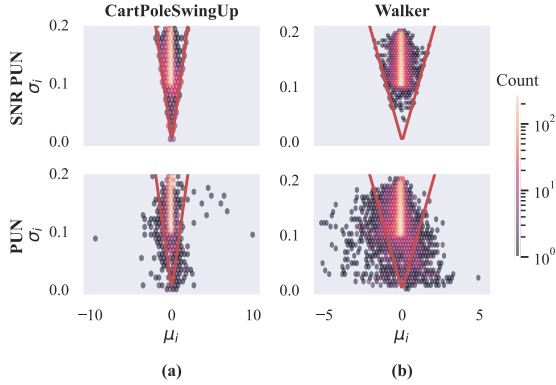 CartPoleSwingUp
Walker
SNR PUN
σᵢ
0.2
0.1
0.0
0.2
0.1
0.0
Count
10²
10¹
10⁰
PUN
σᵢ
0.2
0.1
0.0
0.2
0.1
0.0
−10
0
10
−5
0
5
μᵢ
μᵢ
(a)
(b)